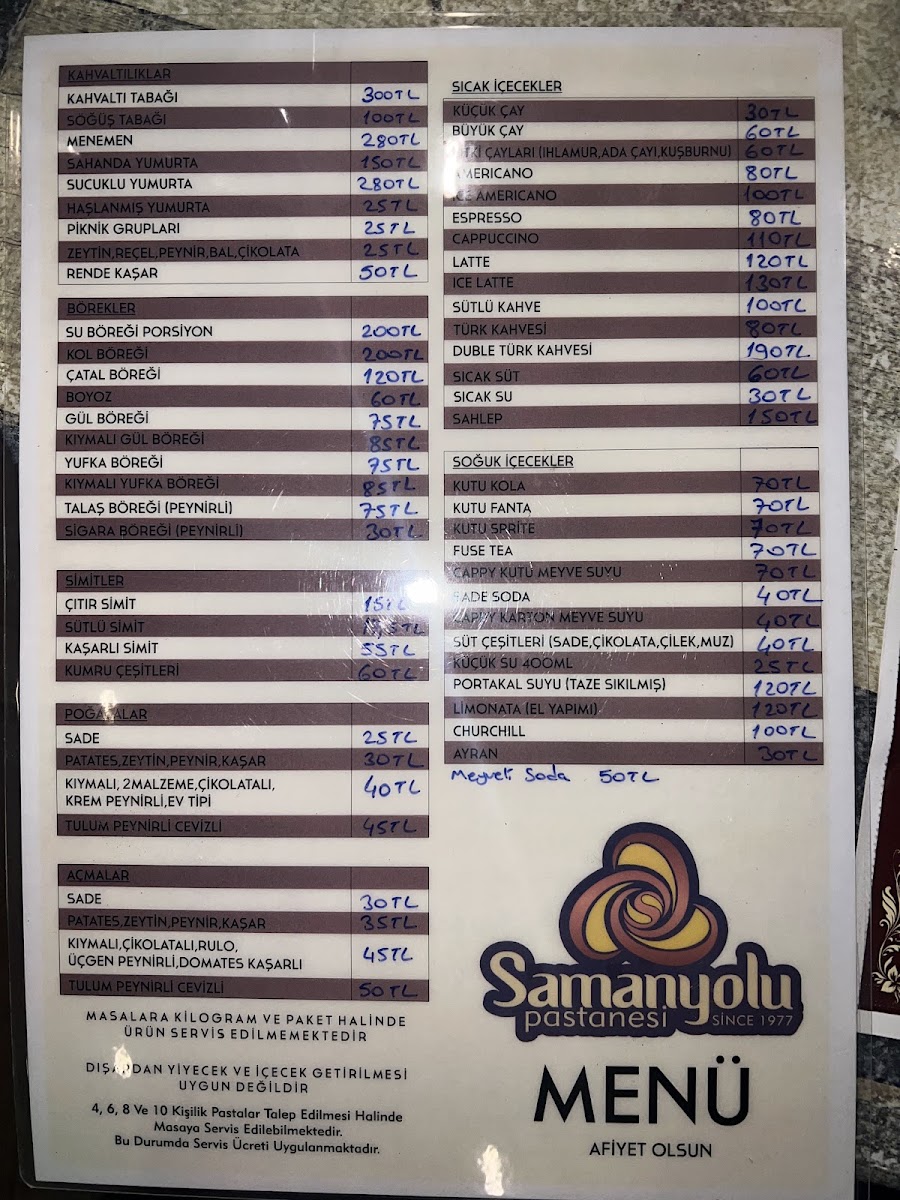 KAHVALTILIKLAR
KAHVALTI TABAĞI 300TL
SÖĞÜŞ TABAĞI 100TL
MENEMEN 280TL
SAHANDA YUMURTA 150TL
SUCUKLU YUMURTA 280TL
HAŞLANMIŞ YUMURTA 25TL
PİKNİK GRUPLARI 25TL
ZEYTİN,REÇEL,PEYNİR,BAL,ÇİKOLATA 25TL
RENDE KAŞAR 50TL
BÖREKLER
SU BÖREĞİ PORSİYON 200TL
KOL BÖREĞİ 200TL
ÇATAL BÖREĞİ 120TL
BOYOZ 60TL
GÜL BÖREĞİ 75TL
KIYMALI GÜL BÖREĞİ 85TL
YUFKA BÖREĞİ 75TL
KIYMALI YUFKA BÖREĞİ 85TL
TALAŞ BÖREĞİ (PEYNİRLİ) 75TL
SİGARA BÖREĞİ (PEYNİRLİ) 30TL
SİMİTLER
ÇITIR SİMİT 15TL
SÜTLÜ SİMİT
KAŞARLI SİMİT 55TL
KUMRU ÇEŞİTLERİ 60TL
POĞAÇALAR
SADE 25TL
PATATES,ZEYTİN,PEYNİR,KAŞAR 30TL
KIYMALI, 2MALZEME,ÇİKOLATALI,
KREM PEYNİRLİ,EV TİPİ 40TL
TULUM PEYNİRLİ CEVİZLİ 45TL
AÇMALAR
SADE 30TL
PATATES,ZEYTİN,PEYNİR,KAŞAR 35TL
KIYMALI,ÇİKOLATALI,RULO,
ÜÇGEN PEYNİRLİ,DOMATES KAŞARLI 45TL
TULUM PEYNİRLİ CEVİZLİ 50TL
MASALARA KİLOGRAM VE PAKET HALİNDE
ÜRÜN SERVİS EDİLMEMEKTEDİR
DIŞARDAN YİYECEK VE İÇECEK GETİRİLMESİ
UYGUN DEĞİLDİR
4, 6, 8 Ve 10 Kişilik Pastalar Talep Edilmesi Halinde
Masaya Servis Edilebilmektedir.
Bu Durumda Servis Ücreti Uygulanmaktadır.
SICAK İÇECEKLER
KÜÇÜK ÇAY 30TL
BÜYÜK ÇAY 60TL
BİTKİ ÇAYLARI (IHLAMUR,ADA ÇAYI,KUŞBURNU) 60TL
AMERICANO 80TL
ICE AMERICANO 100TL
ESPRESSO 80TL
CAPPUCCINO 110TL
LATTE 120TL
ICE LATTE 130TL
SÜTLÜ KAHVE 100TL
TÜRK KAHVESİ 80TL
DUBLE TÜRK KAHVESİ 190TL
SICAK SÜT 60TL
SICAK SU 30TL
SAHLEP 150TL
SOĞUK İÇECEKLER
KUTU KOLA 70TL
KUTU FANTA 70TL
KUTU SPRİTE 70TL
FUSE TEA 70TL
CAPPY KUTU MEYVE SUYU 70TL
SADE SODA 40TL
CAPPY KARTON MEYVE SUYU 40TL
SÜT ÇEŞİTLERİ (SADE,ÇİKOLATA,ÇİLEK,MUZ) 40TL
KÜÇÜK SU 400ML 25TL
PORTAKAL SUYU (TAZE SIKILMIŞ) 120TL
LİMONATA (EL YAPIMI) 120TL
CHURCHILL 100TL
AYRAN 30TL
Meyveli Soda 50TL
Samanyolu
pastanesi SİNCE 1977
MENÜ
AFİYET OLSUN